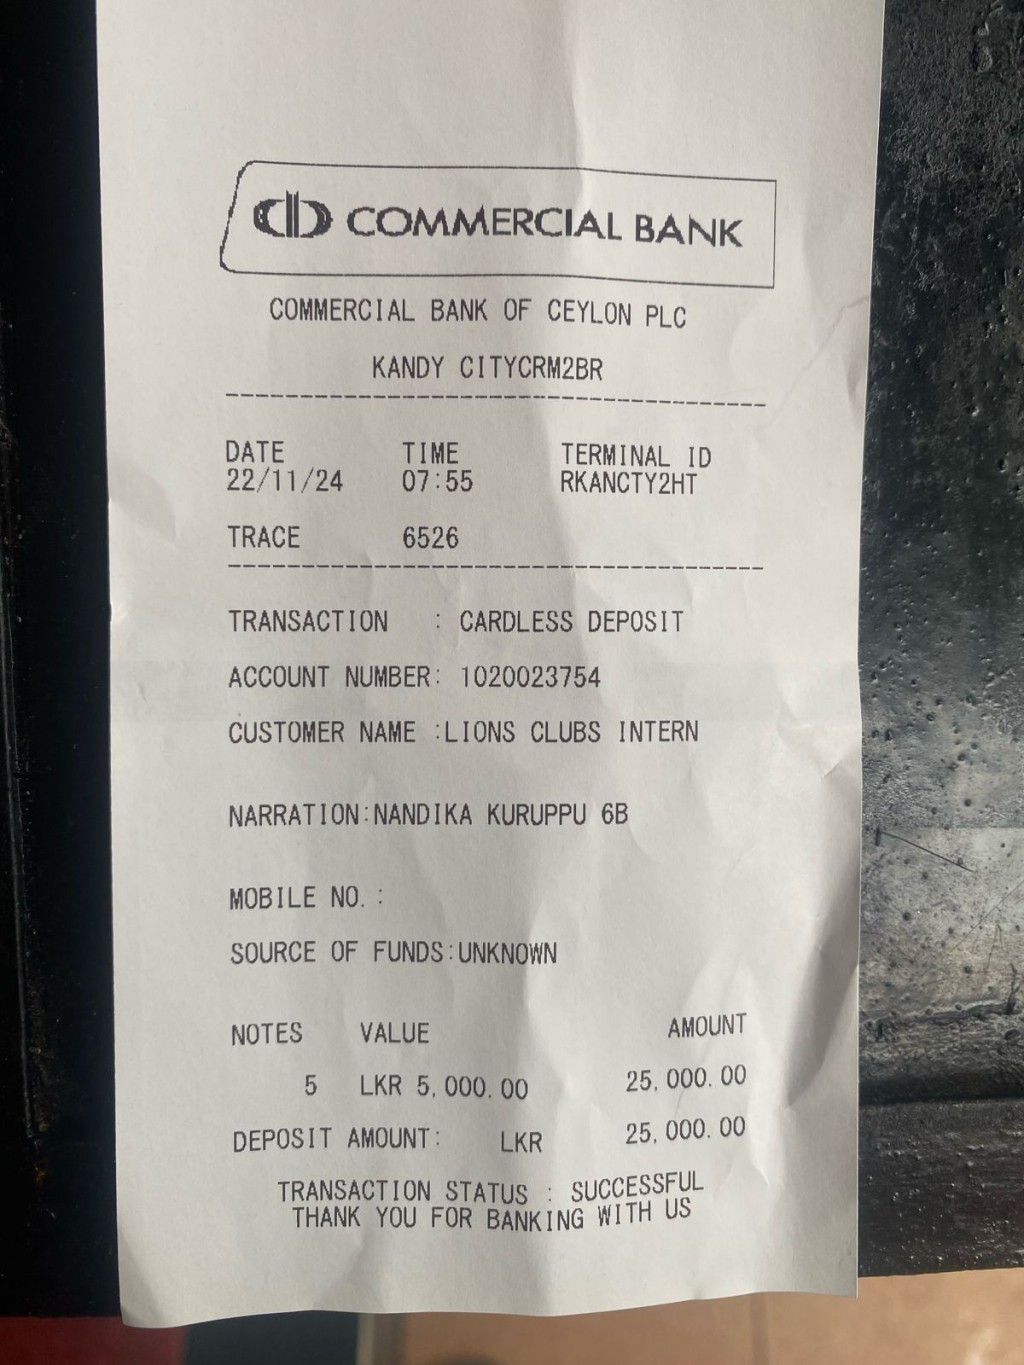 COMMERCIAL BANK
COMMERCIAL BANK OF CEYLON PLC
KANDY CITYCRM2BR
DATE TIME TERMINAL ID
22/11/24 07:55 RKANCTY2HT
TRACE 6526
TRANSACTION : CARDLESS DEPOSIT
ACCOUNT NUMBER: 1020023754
CUSTOMER NAME :LIONS CLUBS INTERN
NARRATION:NANDIKA KURUPPU 6B
MOBILE NO. :
SOURCE OF FUNDS:UNKNOWN
NOTES VALUE AMOUNT
5 LKR 5,000.00 25,000.00
DEPOSIT AMOUNT: LKR 25,000.00
TRANSACTION STATUS : SUCCESSFUL
THANK YOU FOR BANKING WITH US